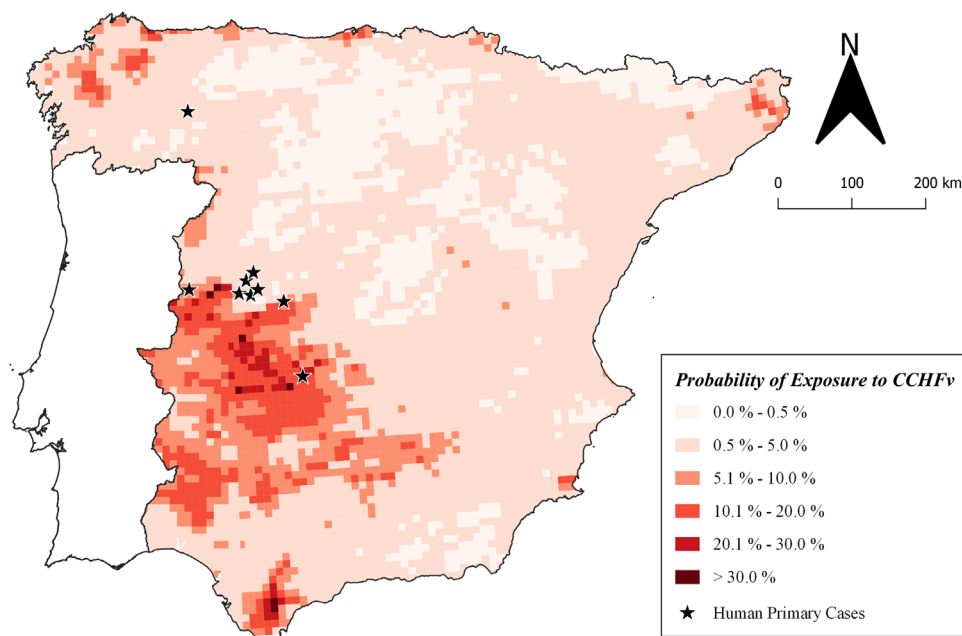 N
0 100 200 km
Probability of Exposure to CCHFv
0.0 % - 0.5 %
0.5 % - 5.0 %
5.1 % - 10.0 %
10.1 % - 20.0 %
20.1 % - 30.0 %
> 30.0 %
Human Primary Cases